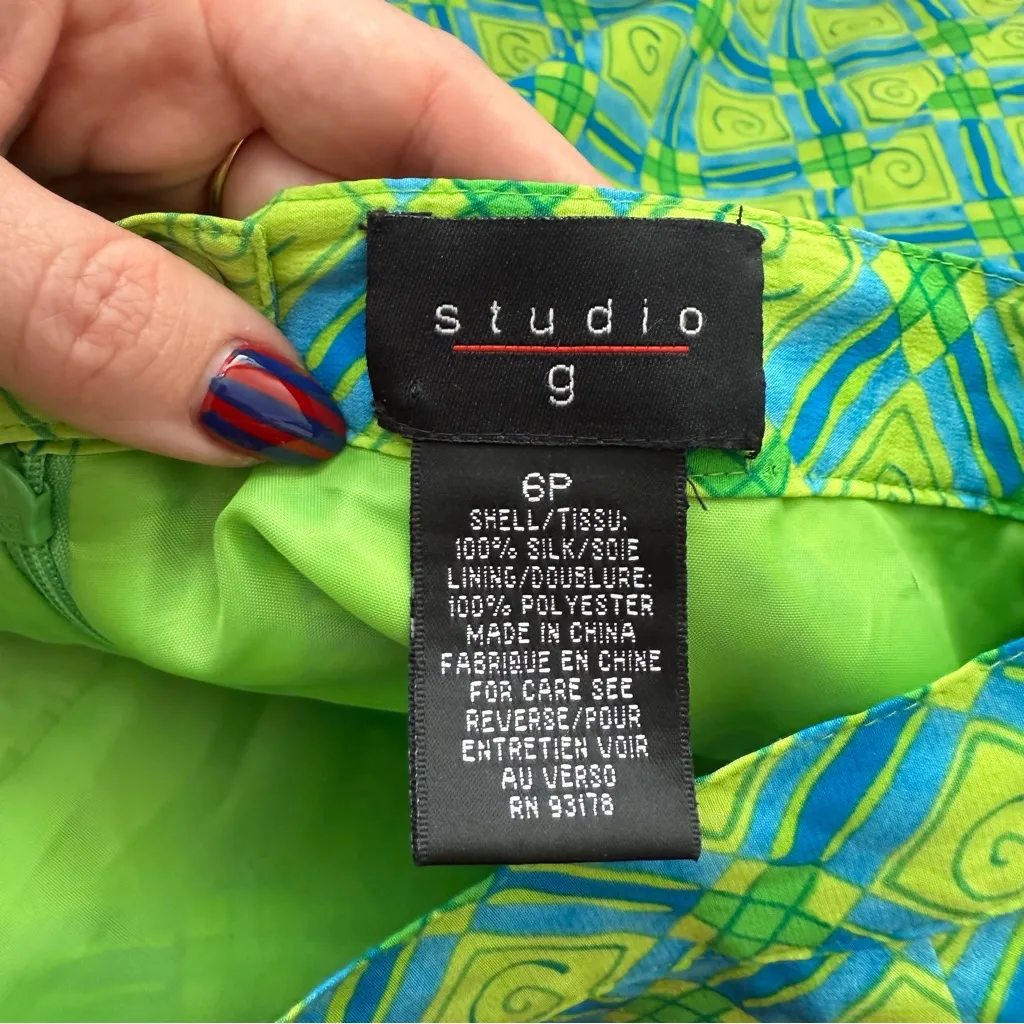 studio
g
6P
SHELL/TISSU:
100% SILK/SOIE
LINING/DOUBLURE:
100% POLYESTER
MADE IN CHINA
FABRIQUE EN CHINE
FOR CARE SEE
REVERSE/POUR
ENTRETIEN VOIR
AU VERSO
RN 93178